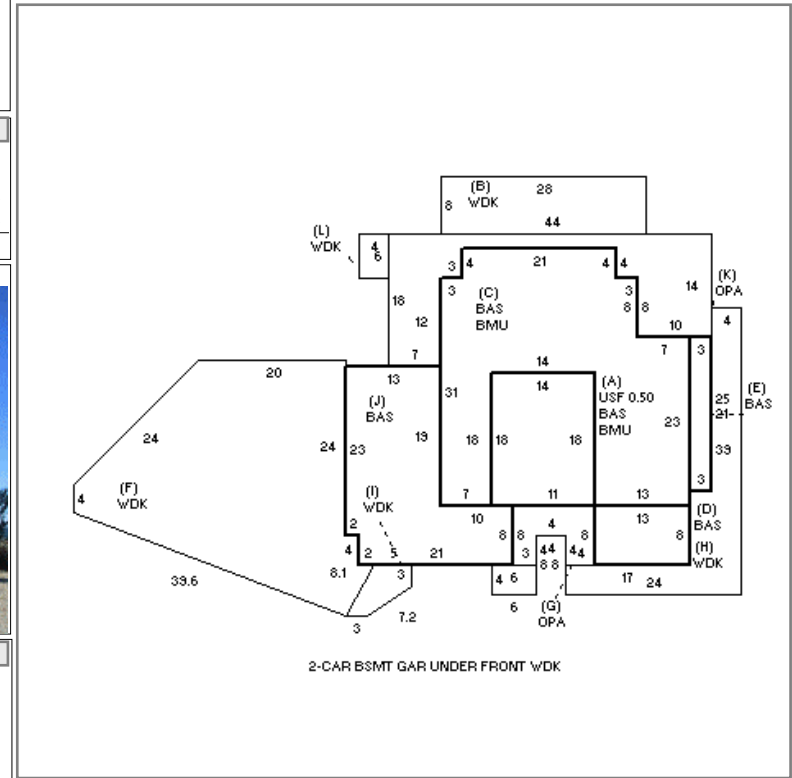 (B)
WDK
28
8
44
(L)
WDK
4
6
3
4
21
4
4
(K)
OPA
3
(C)
BAS
BMU
3
8
8
14
18
12
10
4
7
7
3
13
14
20
14
(A)
USF 0.50
BAS
BMU
(E)
BAS
(J)
BAS
31
25
21
24
24
23
19
18
18
18
23
39
(F)
WDK
4
(I)
WDK
3
7
11
13
10
4
13
(D)
BAS
2
8
8
8
8
(H)
WDK
4
2
5
21
3
4 4
4 4
8.1
3
4
6
8 8
17
24
39.6
7.2
6
(G)
OPA
3
2-CAR BSMT GAR UNDER FRONT WDK